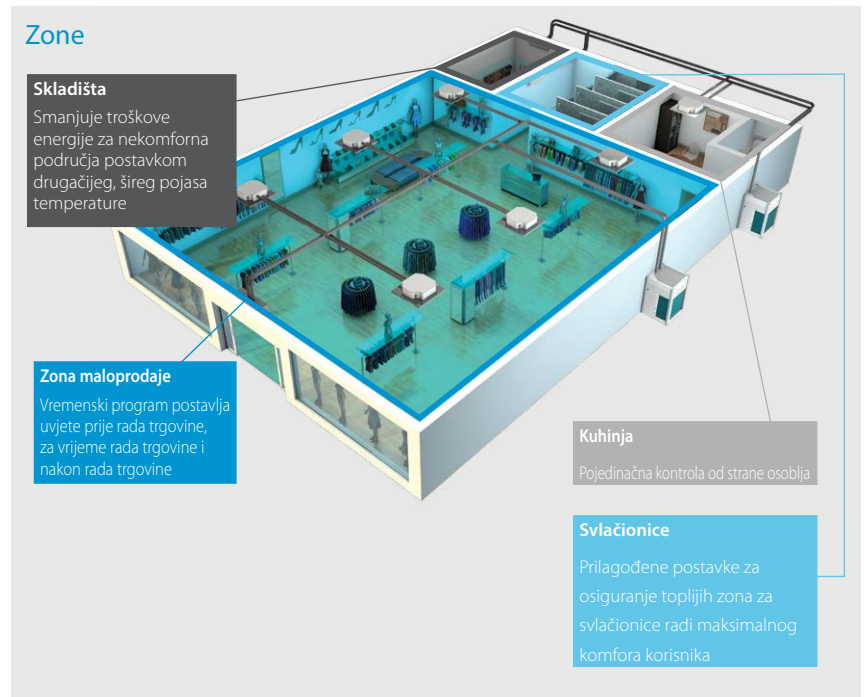 Zone
Skladišta
Smanjuje troškove
energije za nekomforna
područja postavkom
drugačijeg, šireg pojasa
temperature
Zona maloprodaje
Vremenski program postavlja
uvjete prije rada trgovine,
za vrijeme rada trgovine i
nakon rada trgovine
Kuhinja
Pojedinačna kontrola od strane osoblja
Svlačionice
Prilagođene postavke za
osiguranje toplijih zona za
svlačionice radi maksimalnog
komfora korisnika